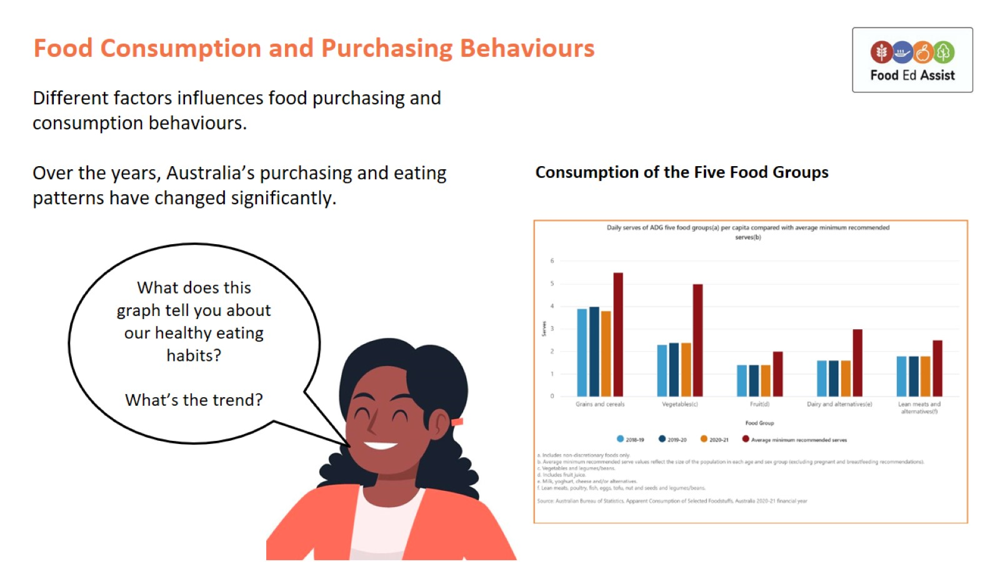 Food Consumption and Purchasing Behaviours
Food Ed Assist
Different factors influences food purchasing and
consumption behaviours.
Over the years, Australia's purchasing and eating
patterns have changed significantly.
What does this
graph tell you about
our healthy eating
habits?
What's the trend?
Consumption of the Five Food Groups
Daily serves of ADG five food groups(a) per capita compared with average minimum recommended
serves(b)
6
5
4
3
2
1
0
Serves
Grains and cereals
Vegetables(c)
Fruit(d)
Dairy and alternatives(e)
Lean meats and
alternatives(f)
Food Group
2018-19
2019-20
2020-21
Average minimum recommended serves
a. Includes non-discretionary foods only.
b. Average minimum recommended serve values reflect the size of the population in each age and sex group (excluding pregnant and breastfeeding recommendations).
c. Vegetables and legumes/beans.
d. Includes fruit juice.
e. Milk, yoghurt, cheese and/or alternatives.
f. Lean meats, poultry, fish, eggs, tofu, nut and seeds and legumes/beans.
Source: Australian Bureau of Statistics, Apparent Consumption of Selected Foodstuffs, Australia 2020-21 financial year